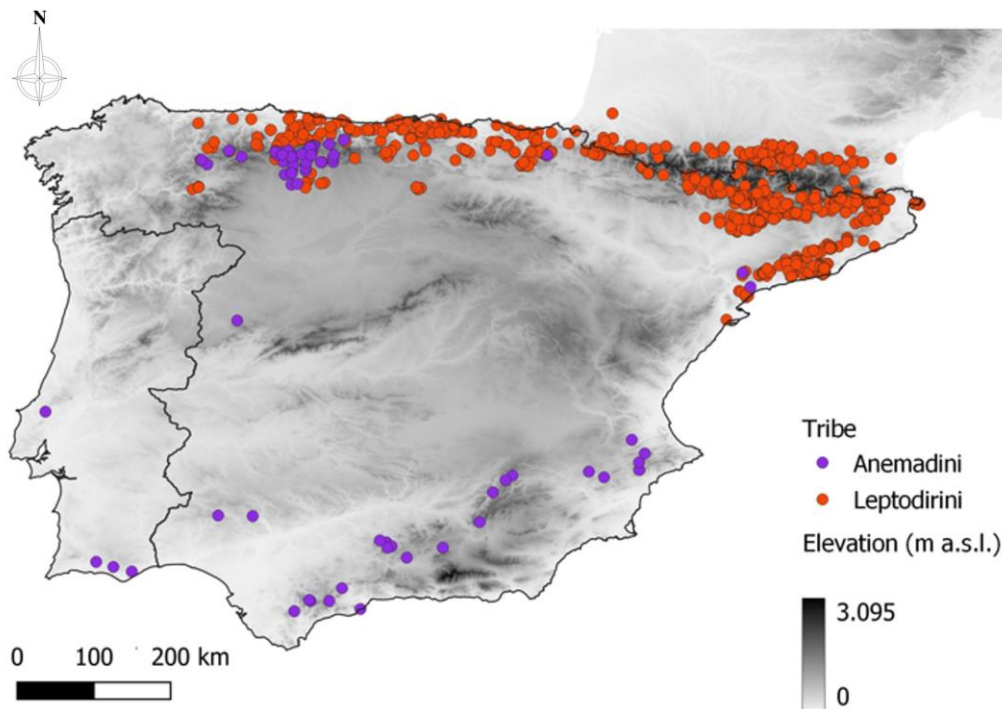 N
Tribe
Anemadini
Leptodirini
Elevation (m a.s.l.)
3.095
0
0 100 200 km